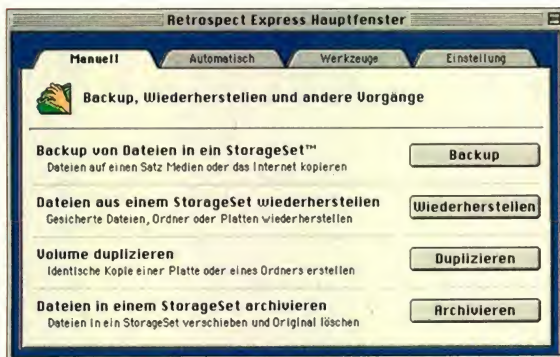 Retrospect Express Hauptfenster
Manuell
Automatisch
Werkzeuge
Einstellung
Backup, Wiederherstellen und andere Vorgänge
Backup von Dateien in ein StorageSet™
Dateien auf einen Satz Medien oder das Internet kopieren
Backup
Dateien aus einem StorageSet wiederherstellen
Gesicherte Dateien, Ordner oder Platten wiederherstellen
Wiederherstellen
Volume duplizieren
Identische Kopie einer Platte oder eines Ordners erstellen
Duplizieren
Dateien in einem StorageSet archivieren
Dateien in ein StorageSet verschieben und Original löschen
Archivieren